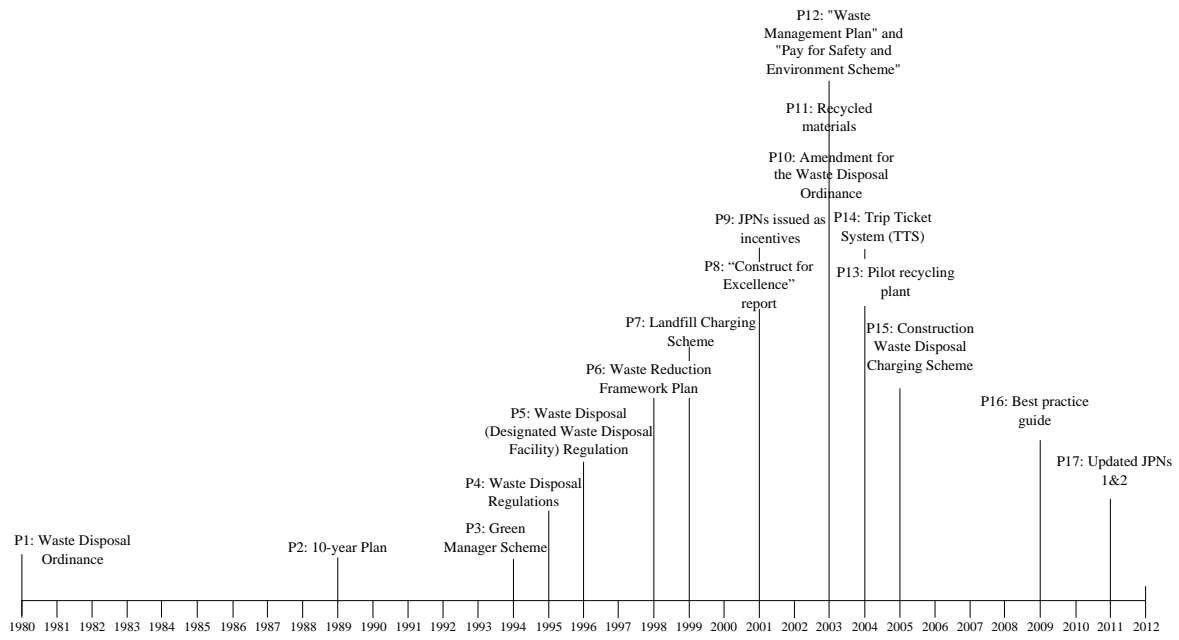 P12: "Waste
Management Plan" and
"Pay for Safety and
Environment Scheme"
P11: Recycled
materials
P10: Amendment for
the Waste Disposal
Ordinance
P9: JPNs issued as
incentives
P14: Trip Ticket
System (TTS)
P8: “Construct for
Excellence”
report
P13: Pilot recycling
plant
P7: Landfill Charging
Scheme
P15: Construction
Waste Disposal
Charging Scheme
P6: Waste Reduction
Framework Plan
P5: Waste Disposal
(Designated Waste Disposal
Facility) Regulation
P16: Best practice
guide
P4: Waste Disposal
Regulations
P17: Updated JPNs
1&2
P3: Green
Manager Scheme
P1: Waste Disposal
Ordinance
P2: 10-year Plan
1980 1981 1982 1983 1984 1985 1986 1987 1988 1989 1990 1991 1992 1993 1994 1995 1996 1997 1998 1999 2000 2001 2002 2003 2004 2005 2006 2007 2008 2009 2010 2011 2012